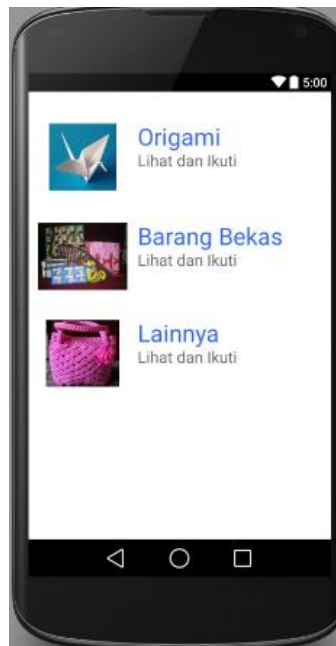 5:00
Origami
Lihat dan Ikuti
Barang Bekas
Lihat dan Ikuti
Lainnya
Lihat dan Ikuti